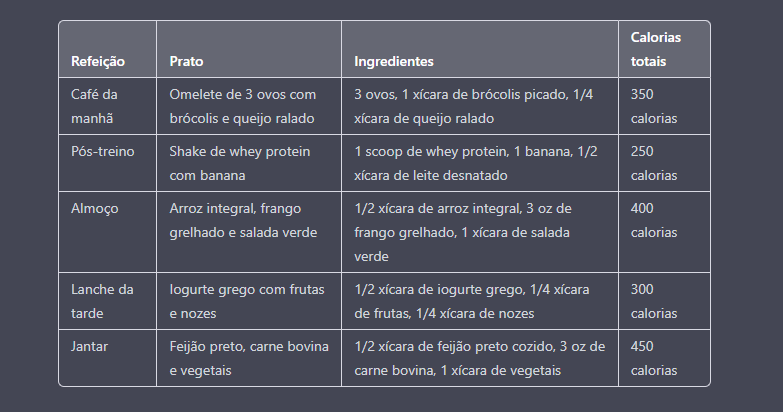 Refeição Prato Ingredientes Calorias
totais
Café da Omelete de 3 ovos com 3 ovos, 1 xícara de brócolis picado, 1/4 350
manhã brócolis e queijo ralado xícara de queijo ralado calorias
Pós-treino Shake de whey protein 1 scoop de whey protein, 1 banana, 1/2 250
com banana xícara de leite desnatado calorias
Almoço Arroz integral, frango 1/2 xícara de arroz integral, 3 oz de 400
grelhado e salada verde frango grelhado, 1 xícara de salada calorias
verde
Lanche da Iogurte grego com frutas 1/2 xícara de iogurte grego, 1/4 xícara 300
tarde e nozes de frutas, 1/4 xícara de nozes calorias
Jantar Feijão preto, carne bovina 1/2 xícara de feijão preto cozido, 3 oz de 450
e vegetais carne bovina, 1 xícara de vegetais calorias